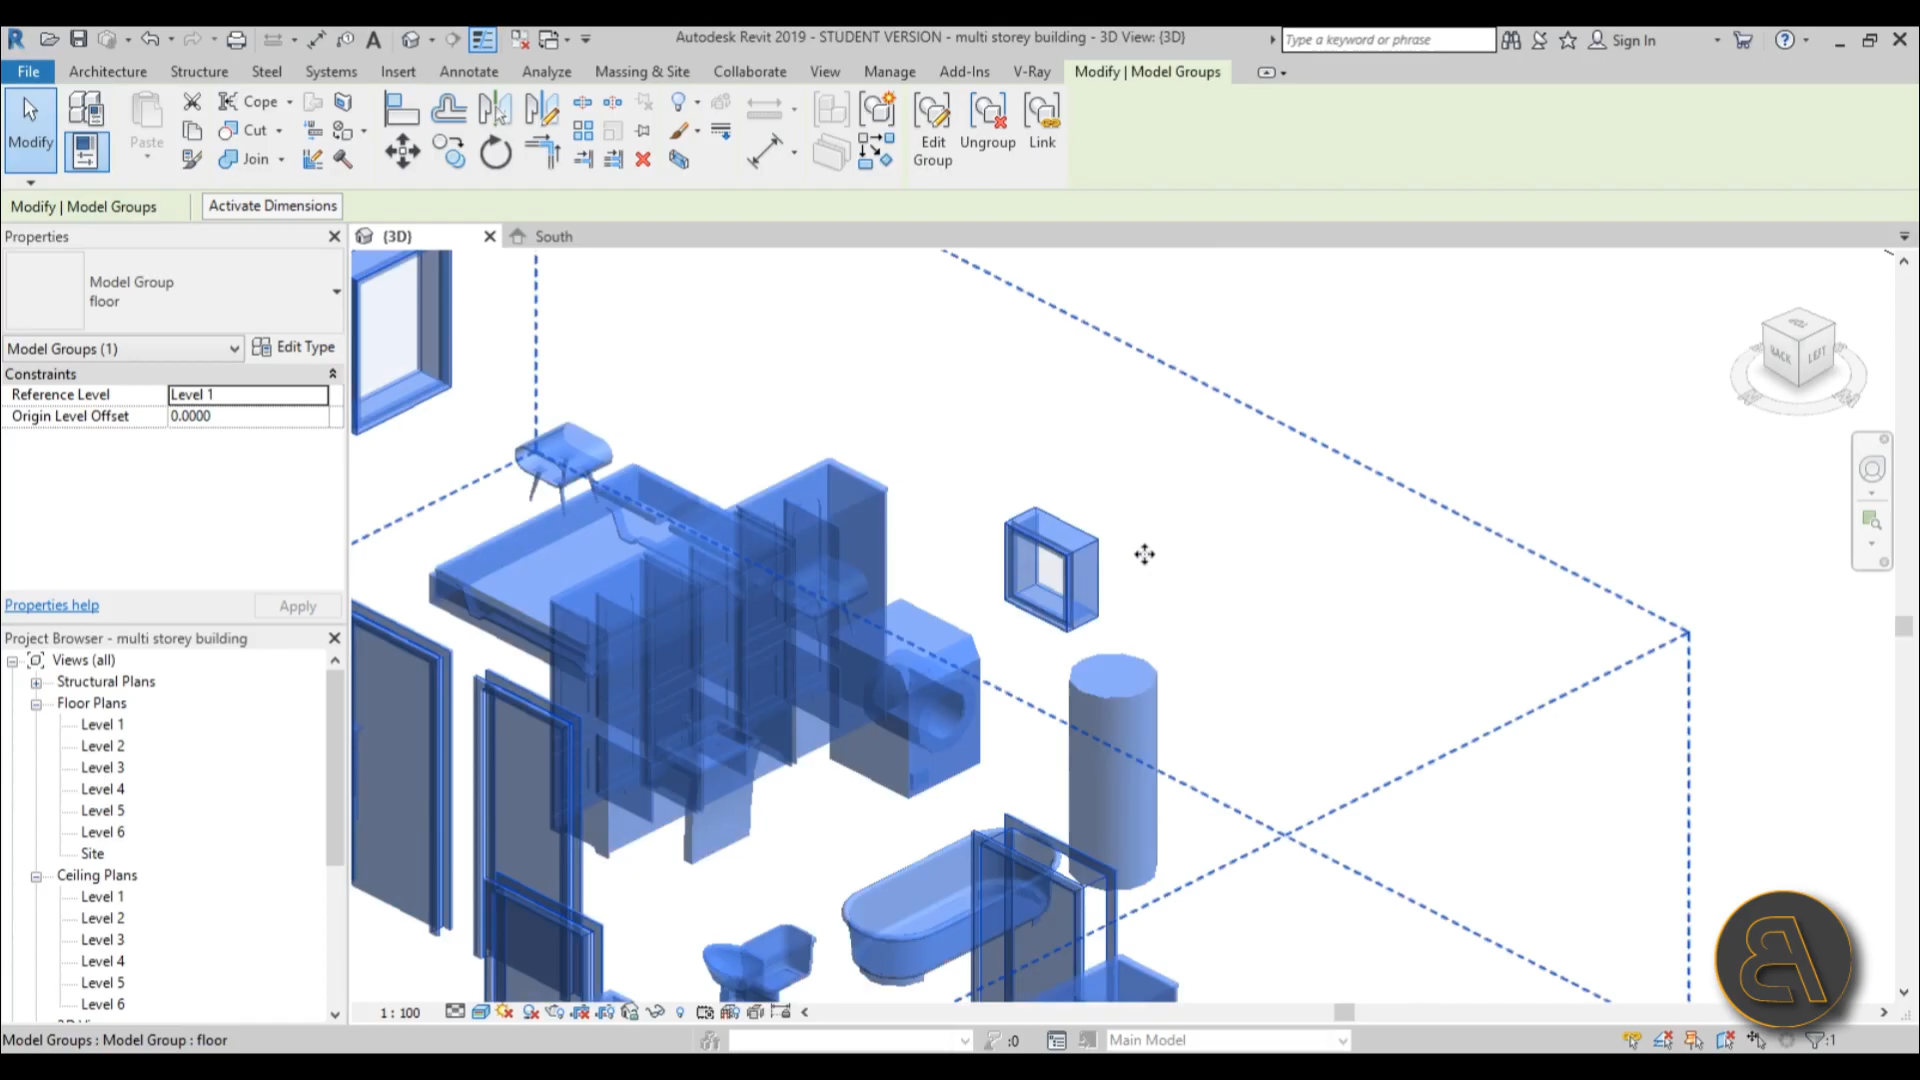 Autodesk Revit 2019 - STUDENT VERSION - multi storey building - 3D View: {3D}
Type a keyword or phrase
Sign In
File Architecture Structure Steel Systems Insert Annotate Analyze Massing & Site Collaborate View Manage Add-Ins V-Ray Modify | Model Groups
Modify
Paste
Cope
Cut
Join
Edit Group
Ungroup
Link
Modify | Model Groups Activate Dimensions
Properties
{3D}
South
Model Group
floor
Model Groups (1) Edit Type
Constraints
Reference Level Level 1
Origin Level Offset 0.0000
BACK LEFT
Properties help Apply
Project Browser - multi storey building
Views (all)
Structural Plans
Floor Plans
Level 1
Level 2
Level 3
Level 4
Level 5
Level 6
Site
Ceiling Plans
Level 1
Level 2
Level 3
Level 4
Level 5
Level 6
1 : 100
Model Groups : Model Group : floor
:0
Main Model
:1